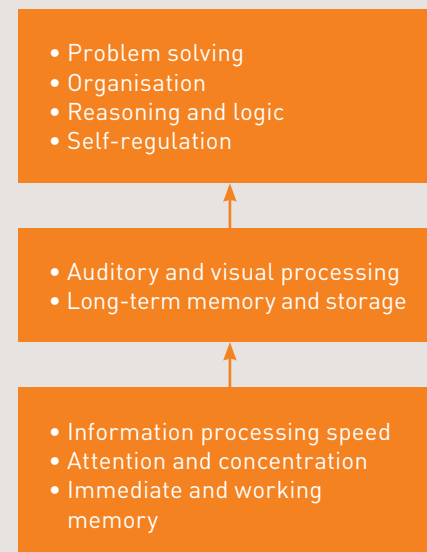 • Problem solving
• Organisation
• Reasoning and logic
• Self-regulation
• Auditory and visual processing
• Long-term memory and storage
• Information processing speed
• Attention and concentration
• Immediate and working
memory